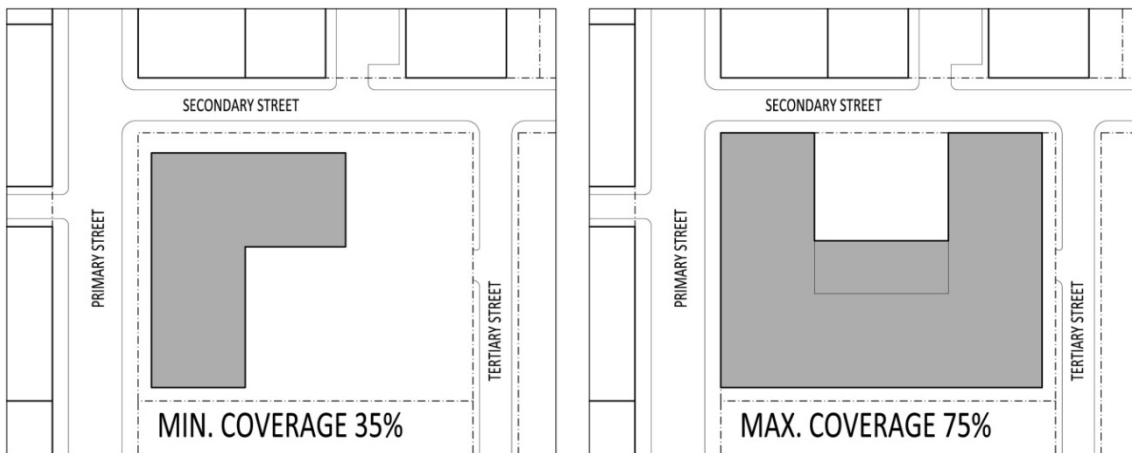 SECONDARY STREET
PRIMARY STREET
TERTIARY STREET
MIN. COVERAGE 35%
SECONDARY STREET
PRIMARY STREET
TERTIARY STREET
MAX. COVERAGE 75%